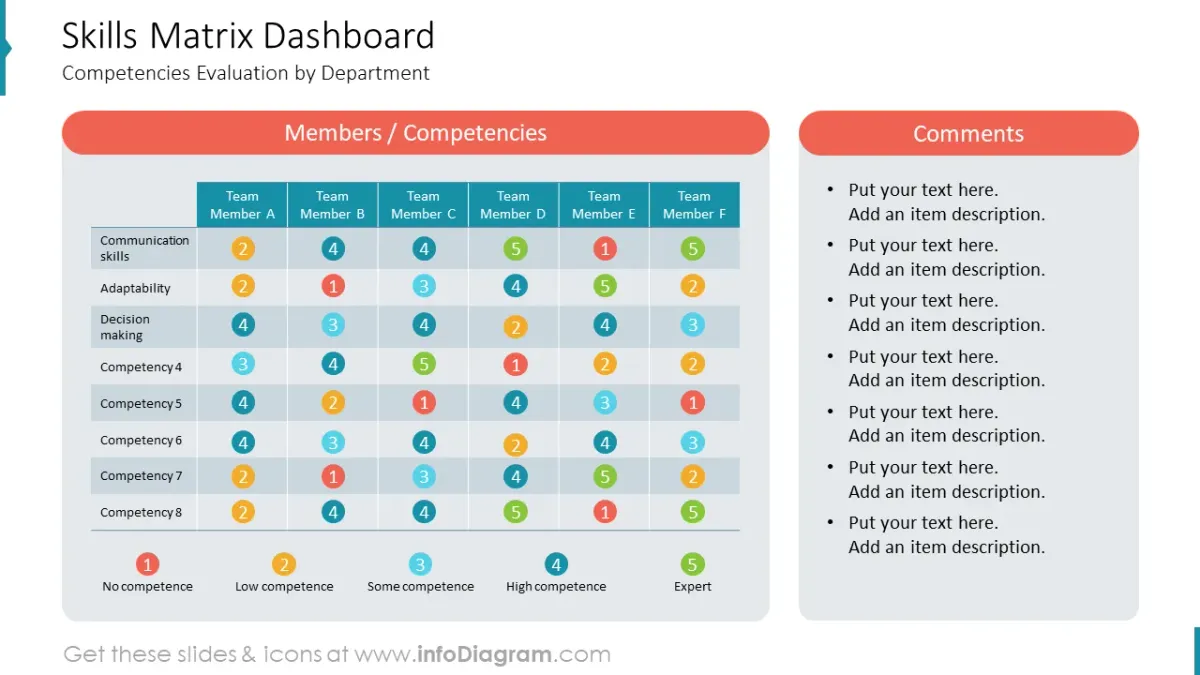 Skills Matrix Dashboard
Competencies Evaluation by Department
Members / Competencies
Team Team Team Team Team Team
Member A Member B Member C Member D Member E Member F
Communication
skills
2 4 4 5 1 5
Adaptability 2 1 3 4 5 2
Decision
making
4 3 4 2 4 3
Competency 4 3 4 5 1 2 2
Competency 5 4 2 1 4 3 1
Competency 6 4 3 4 2 4 3
Competency 7 2 1 3 4 5 2
Competency 8 2 4 4 5 1 5
1 2 3 4 5
No competence Low competence Some competence High competence Expert
Comments
• Put your text here.
Add an item description.
• Put your text here.
Add an item description.
• Put your text here.
Add an item description.
• Put your text here.
Add an item description.
• Put your text here.
Add an item description.
• Put your text here.
Add an item description.
• Put your text here.
Add an item description.
Get these slides & icons at www.infoDiagram.com